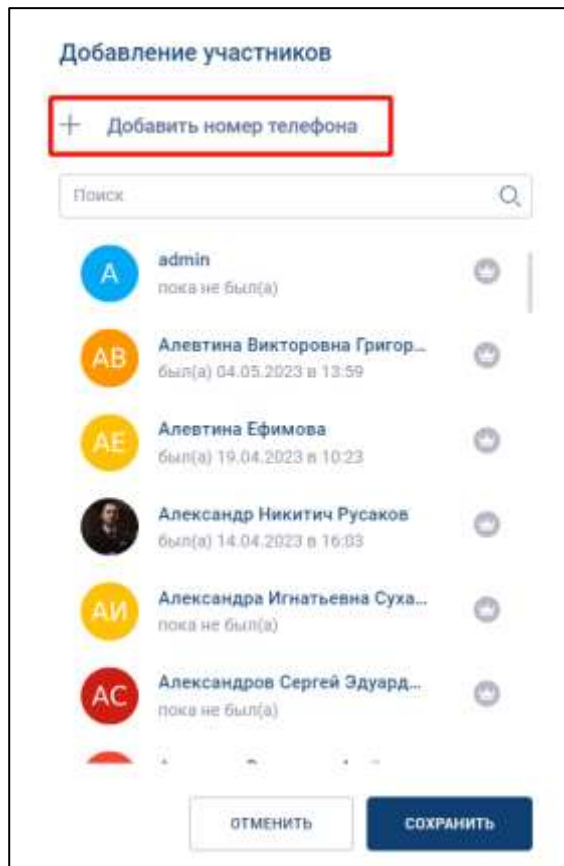 Добавление участников
+ Добавить номер телефона
Поиск
А
admin
пока не был(а)
АВ
Алевтина Викторовна Григор...
был(а) 04.05.2023 в 13:59
АЕ
Алевтина Ефимова
был(а) 19.04.2023 в 10:23
Александр Никитич Русаков
был(а) 14.04.2023 в 16:03
АИ
Александра Игнатьевна Суха...
пока не был(а)
АС
Александров Сергей Эдуард...
пока не был(а)
ОТМЕНИТЬ
СОХРАНИТЬ